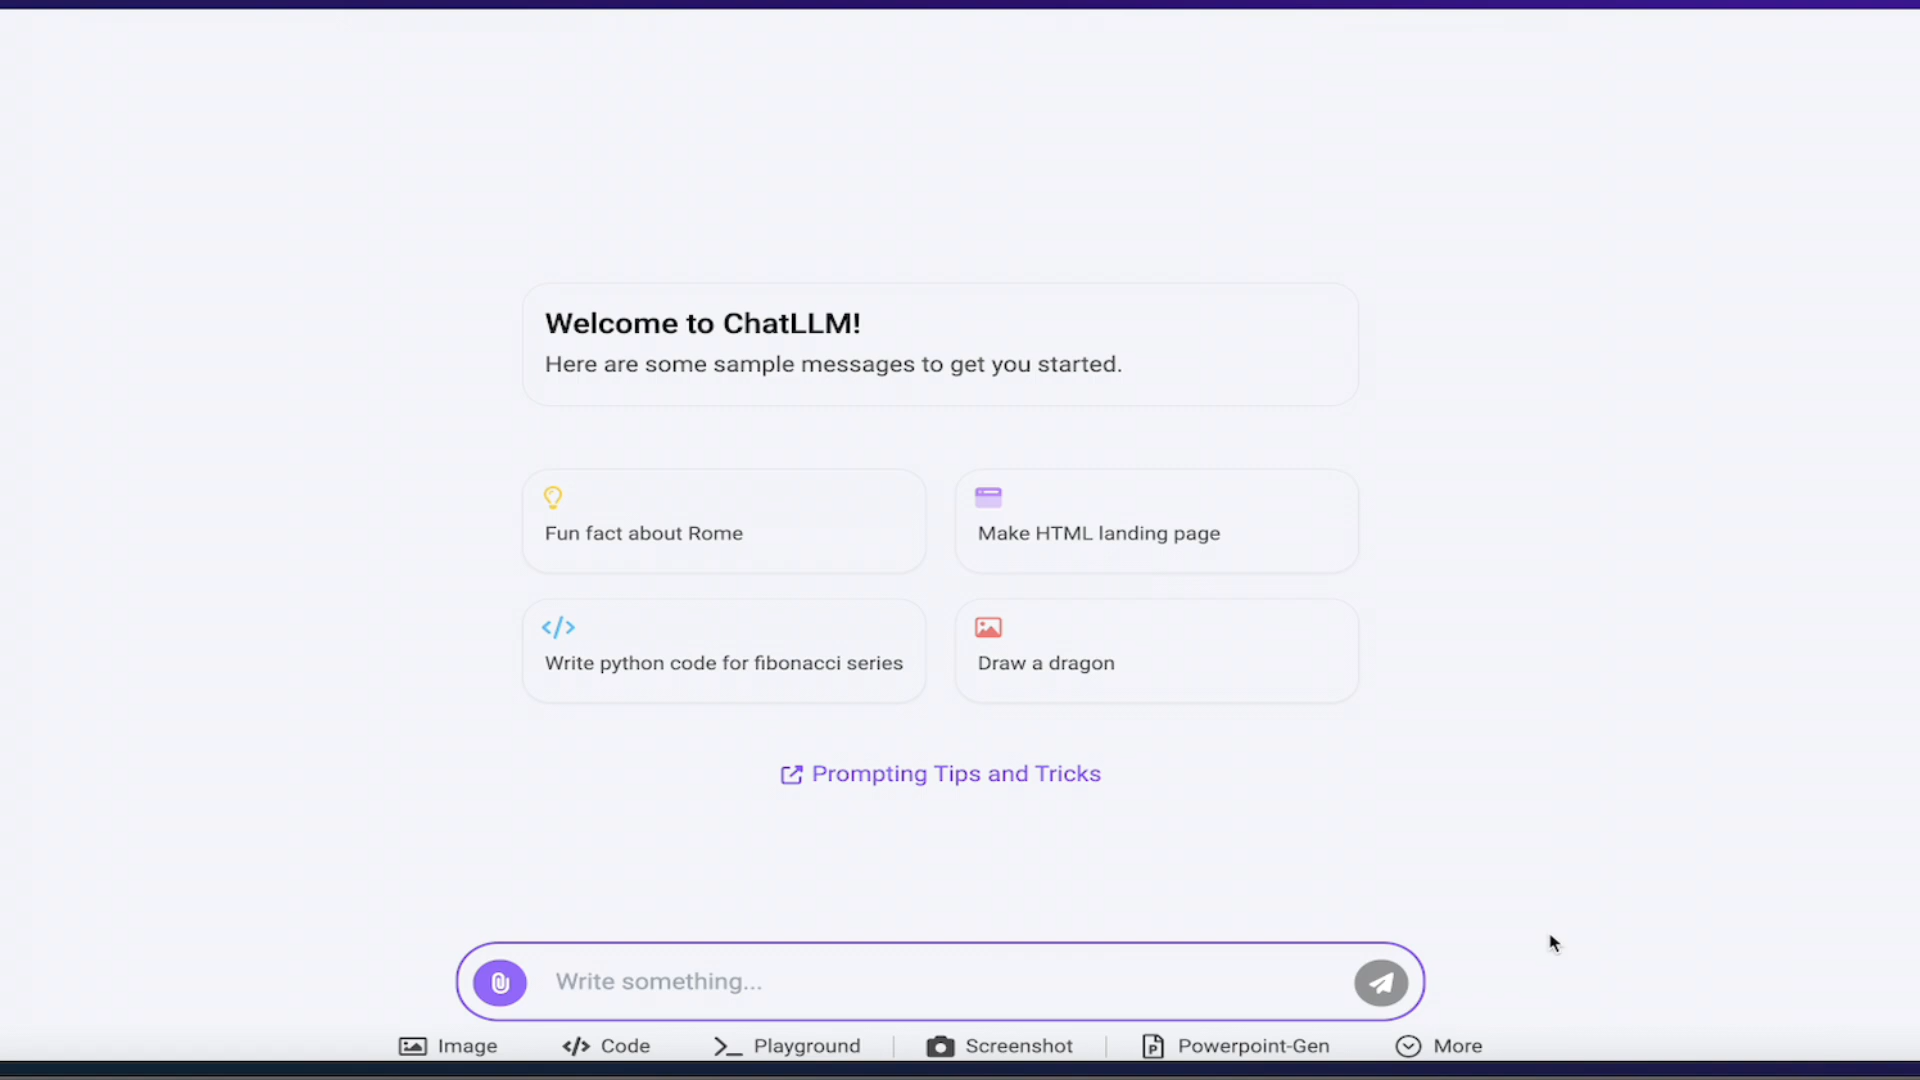 Welcome to ChatLLM!
Here are some sample messages to get you started.
Fun fact about Rome
Make HTML landing page
Write python code for fibonacci series
Draw a dragon
Prompting Tips and Tricks
Write something...
Image
Code
Playground
Screenshot
Powerpoint-Gen
More